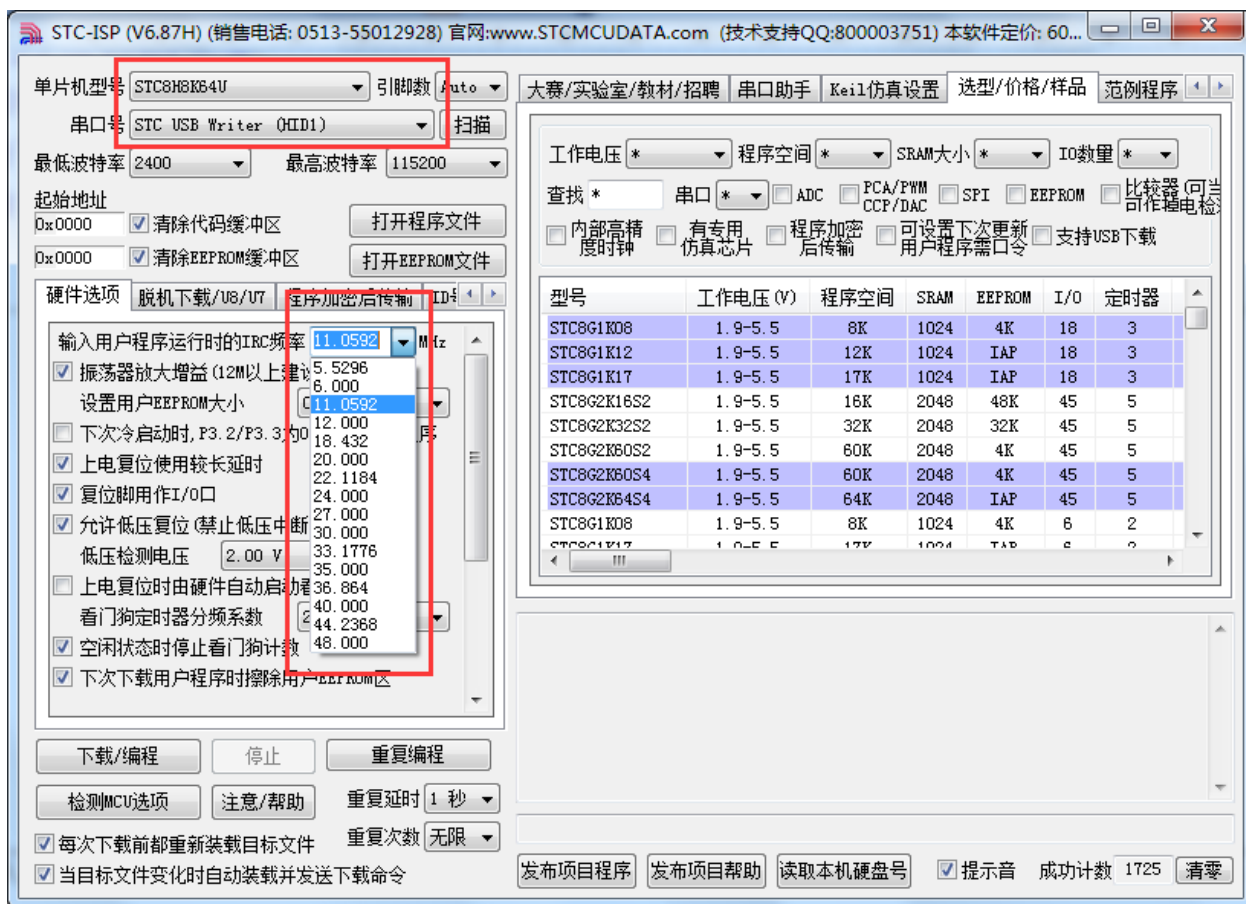 STC-ISP (V6.87H) (销售电话: 0513-55012928) 官网:www.STCMCUDATA.com (技术支持QQ:800003751) 本软件定价: 60...
单片机型号 STC8H8K64U 引脚数 Auto
串口号 STC USB Writer (HID1) 扫描
最低波特率 2400 最高波特率 115200
起始地址
0x0000 清除代码缓冲区 打开程序文件
0x0000 清除EEPROM缓冲区 打开EEPROM文件
硬件选项 脱机下载/U8/U7 程序加密后传输
输入用户程序运行时的IRC频率 11.0592 MHz
5.5296
振荡器放大增益(12M以上建
6.000
设置用户EEPROM大小
11.0592
12.000
下次冷启动时,P3.2/P3.3为0
18.432
上电复位使用较长延时
20.000
22.1184
复位脚用作I/O口
24.000
27.000
允许低压复位(禁止低压中断
30.000
低压检测电压 2.00 V
33.1776
35.000
上电复位时由硬件自动启动看
36.864
40.000
看门狗定时器分频系数
44.2368
空闲状态时停止看门狗计数
48.000
下次下载用户程序时擦除用户EEPROM区
下载/编程 停止 重复编程
检测MCU选项 注意/帮助 重复延时 1 秒
每次下载前都重新装载目标文件 重复次数 无限
当目标文件变化时自动装载并发送下载命令
大赛/实验室/教材/招聘 串口助手 Keil仿真设置 选型/价格/样品 范例程序
工作电压 * 程序空间 * SRAM大小 * IO数量 *
查找 * 串口 * ADC PCA/PWM CCP/DAC SPI EEPROM 比较器(可当 可作掉电检
内部高精度时钟 有专用仿真芯片 程序加密后传输 可设置下次更新用户程序需口令 支持USB下载
型号 工作电压(V) 程序空间 SRAM EEPROM I/O 定时器
STC8G1K08 1.9-5.5 8K 1024 4K 18 3
STC8G1K12 1.9-5.5 12K 1024 IAP 18 3
STC8G1K17 1.9-5.5 17K 1024 IAP 18 3
STC8G2K16S2 1.9-5.5 16K 2048 48K 45 5
STC8G2K32S2 1.9-5.5 32K 2048 32K 45 5
STC8G2K60S2 1.9-5.5 60K 2048 4K 45 5
STC8G2K60S4 1.9-5.5 60K 2048 4K 45 5
STC8G2K64S4 1.9-5.5 64K 2048 IAP 45 5
STC8G1K08 1.9-5.5 8K 1024 4K 6 2
STC8G1K17 1.9-5.5 17K 1024 IAP 6 2
发布项目程序 发布项目帮助 读取本机硬盘号 提示音 成功计数 1725 清零